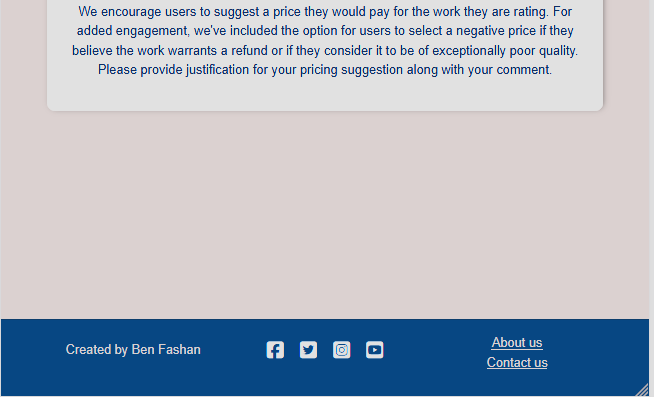 We encourage users to suggest a price they would pay for the work they are rating. For
added engagement, we've included the option for users to select a negative price if they
believe the work warrants a refund or if they consider it to be of exceptionally poor quality.
Please provide justification for your pricing suggestion along with your comment.
Created by Ben Fashan
About us
Contact us